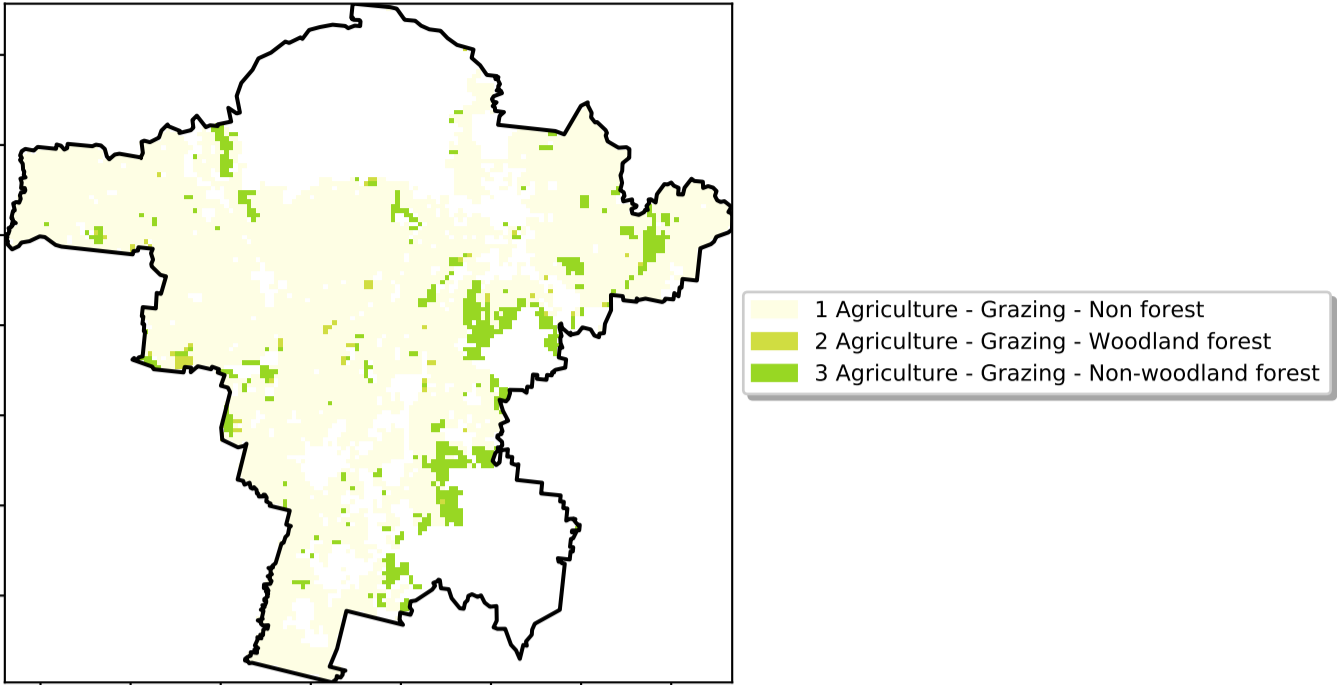 1 Agriculture - Grazing - Non forest
2 Agriculture - Grazing - Woodland forest
3 Agriculture - Grazing - Non-woodland forest